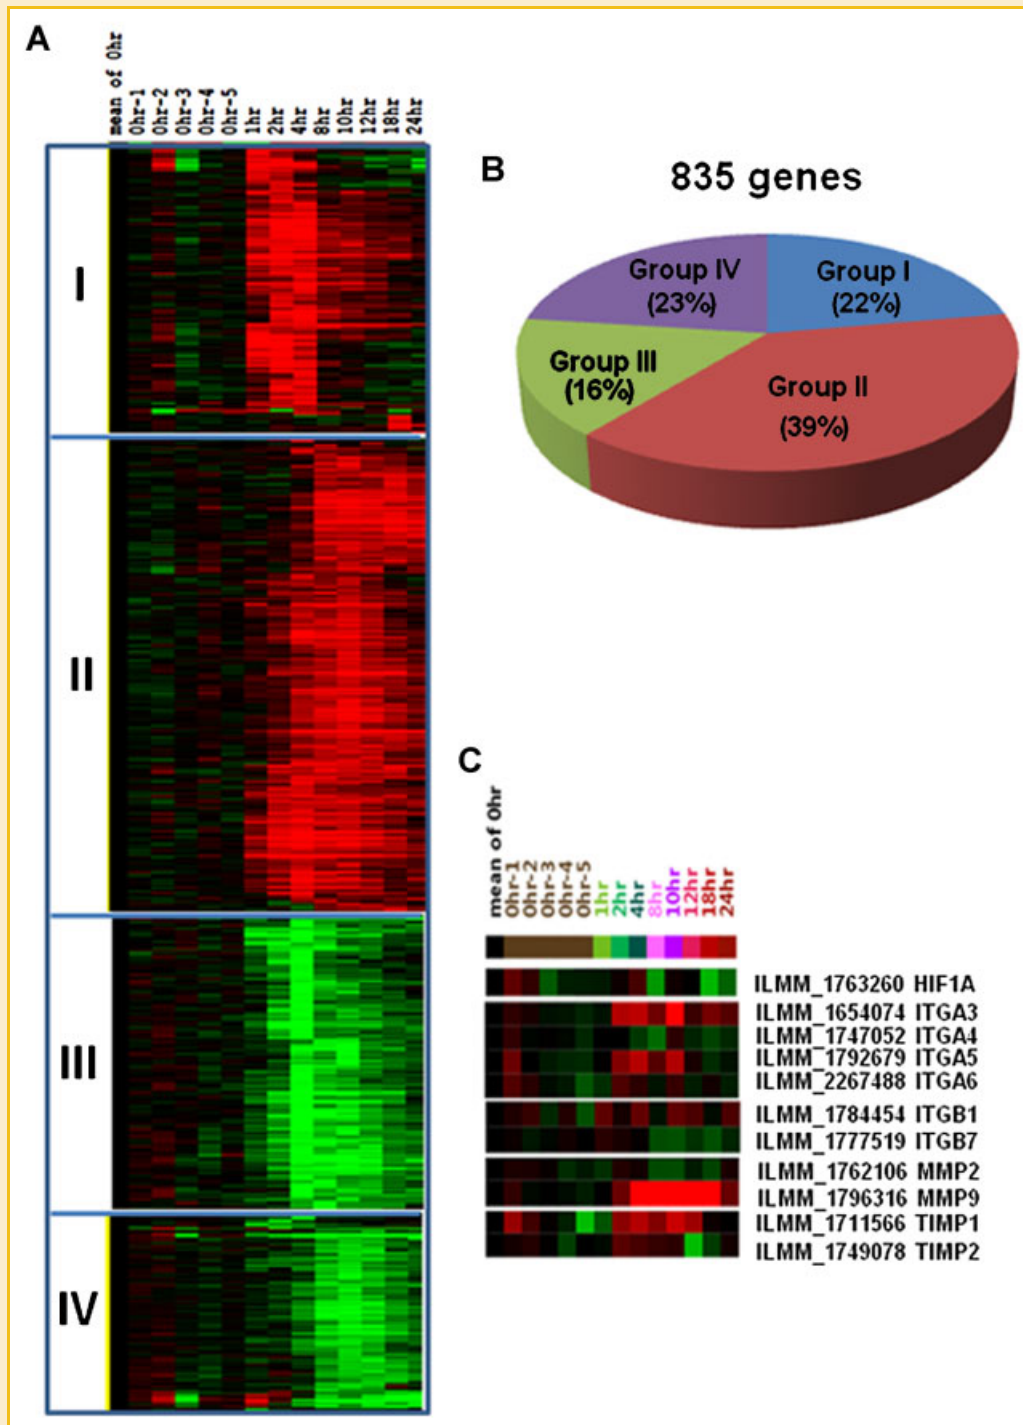 A
mean of 0hr
0hr-1
0hr-2
0hr-3
0hr-4
0hr-5
1hr
2hr
4hr
8hr
10hr
12hr
18hr
24hr
I
II
III
IV
B
835 genes
Group IV
(23%)
Group I
(22%)
Group III
(16%)
Group II
(39%)
C
mean of 0hr
0hr-1
0hr-2
0hr-3
0hr-4
0hr-5
1hr
2hr
4hr
8hr
10hr
12hr
18hr
24hr
ILMM_1763260 HIF1A
ILMM_1654074 ITGA3
ILMM_1747052 ITGA4
ILMM_1792679 ITGA5
ILMM_2267488 ITGA6
ILMM_1784454 ITGB1
ILMM_1777519 ITGB7
ILMM_1762106 MMP2
ILMM_1796316 MMP9
ILMM_1711566 TIMP1
ILMM_1749078 TIMP2